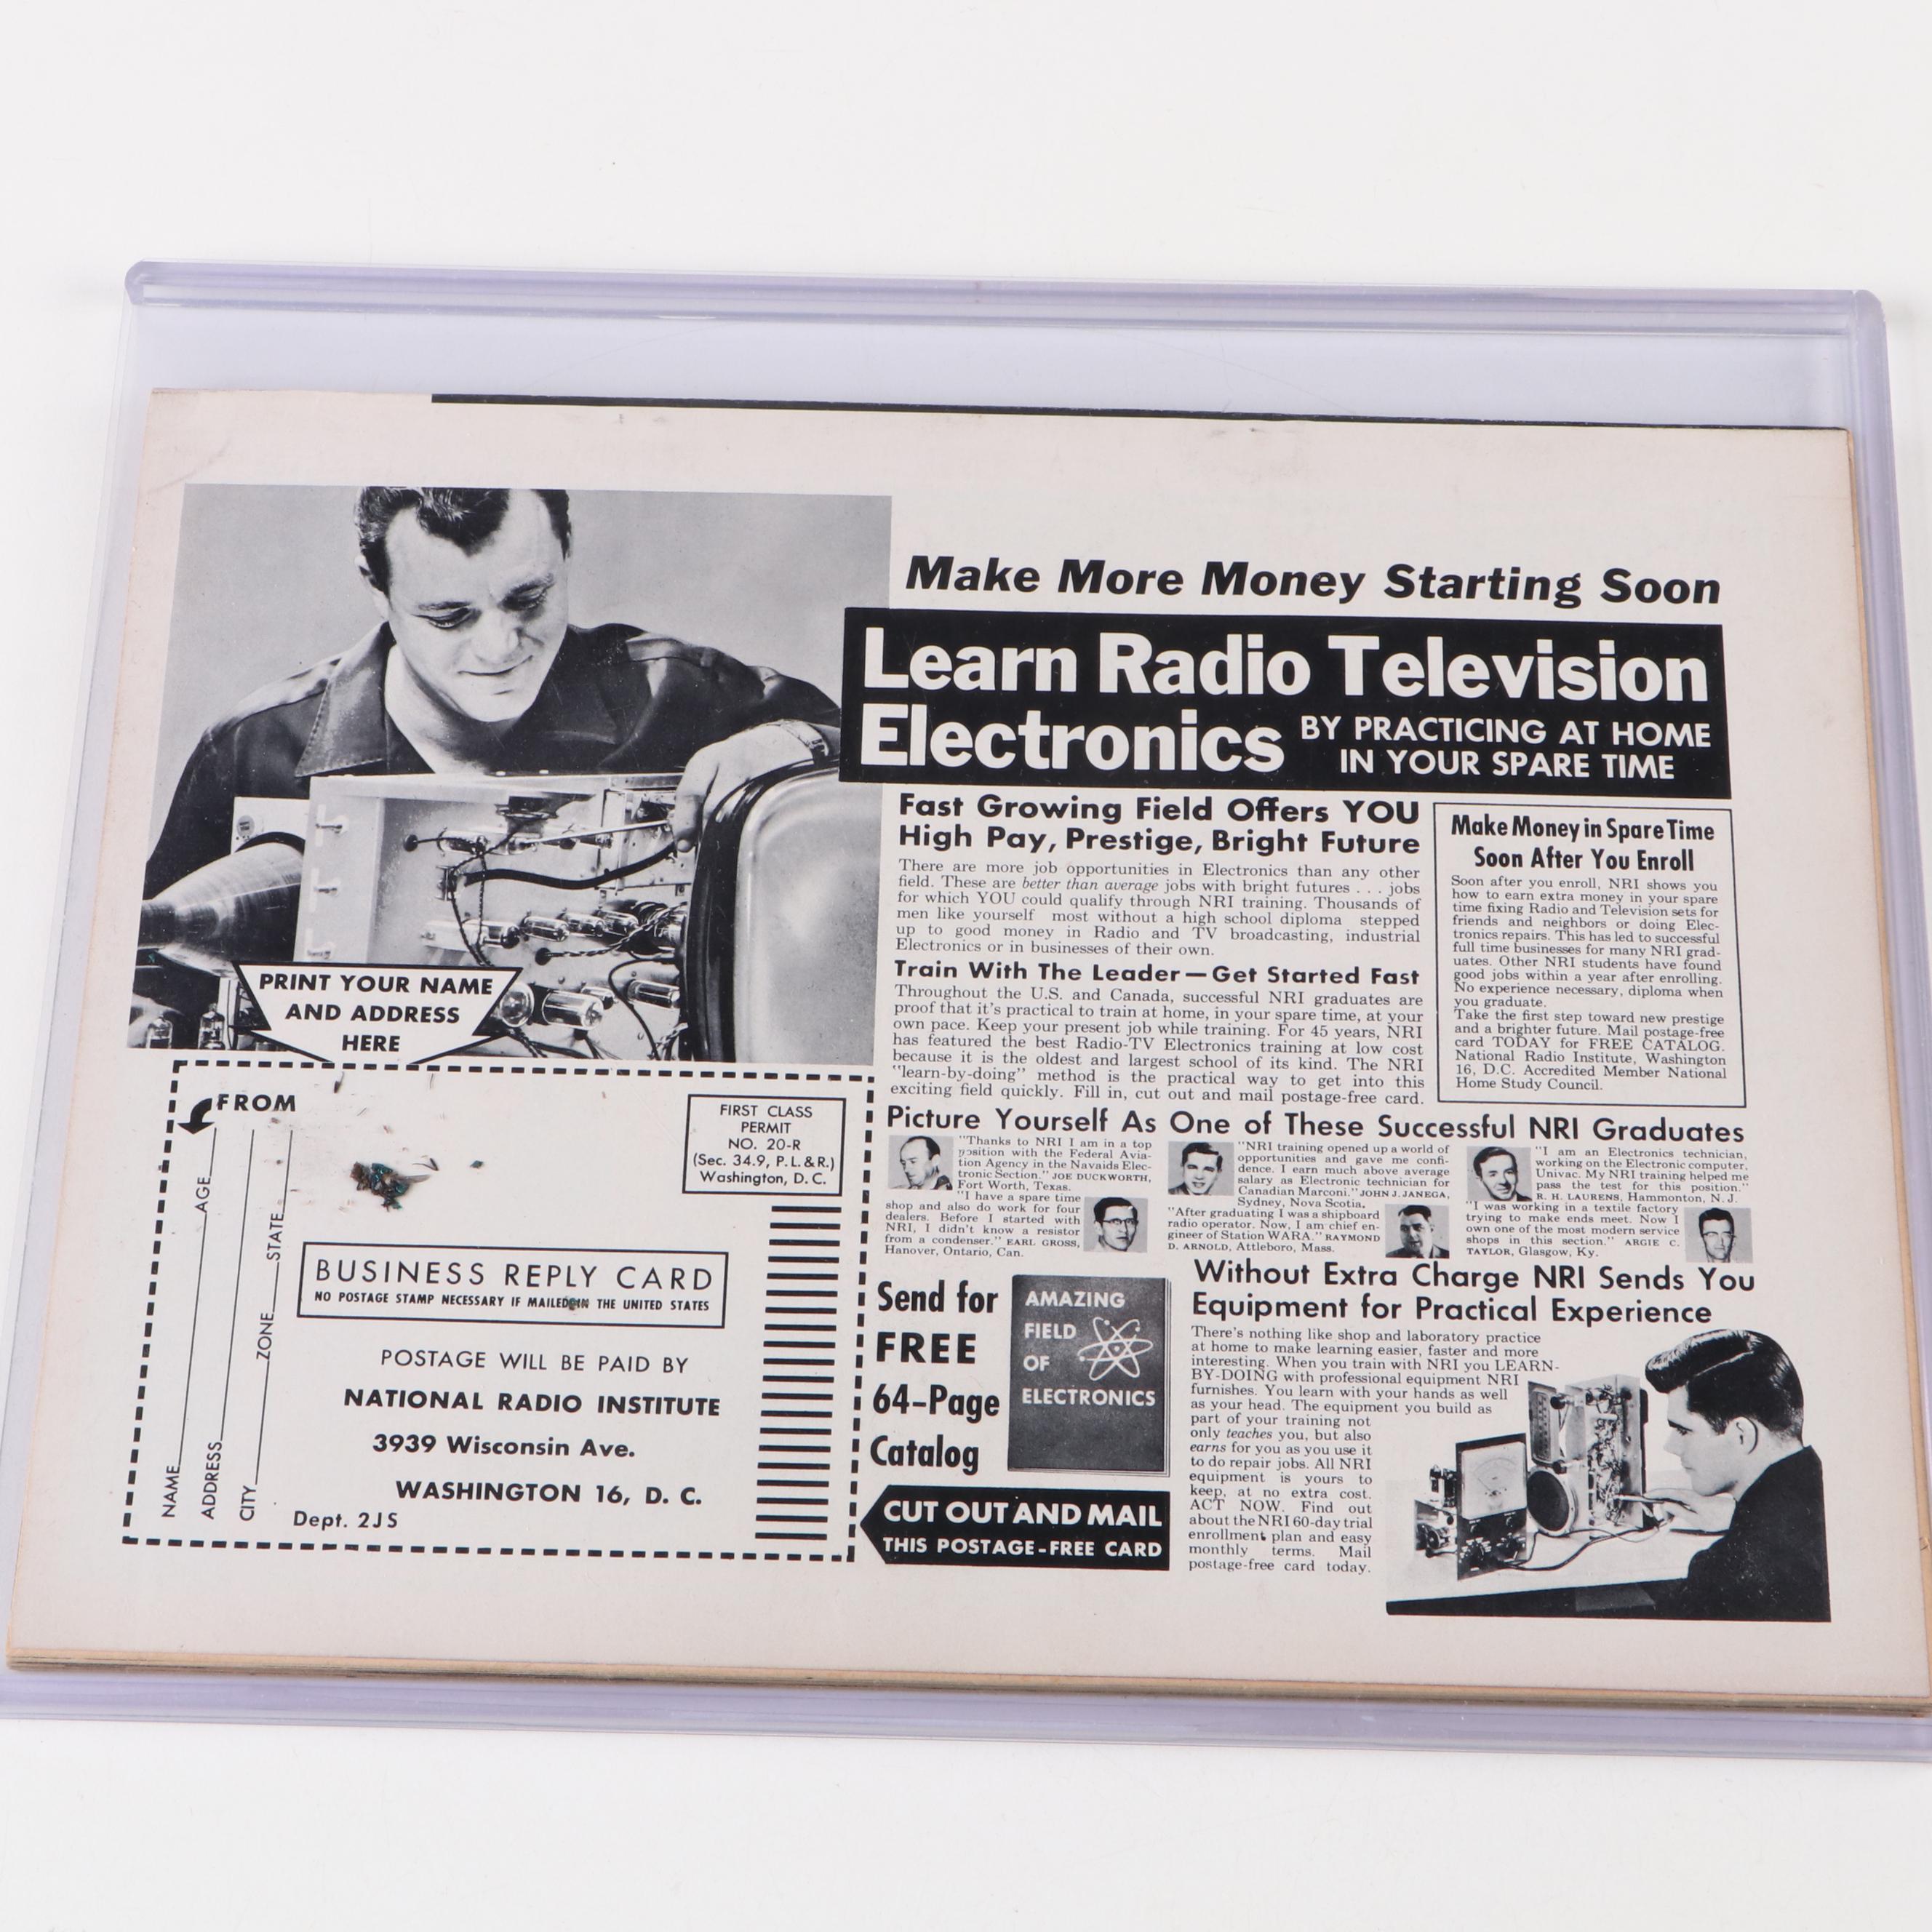 Make More Money Starting Soon
Learn Radio Television
Electronics BY PRACTICING AT HOME
IN YOUR SPARE TIME
Fast Growing Field Offers YOU
High Pay, Prestige, Bright Future
There are more job opportunities in Electronics than any other
field. These are better than average jobs with bright futures . . . jobs
for which YOU could qualify through NRI training. Thousands of
men like yourself most without a high school diploma stepped
up to good money in Radio and TV broadcasting, industrial
Electronics or in businesses of their own.
Train With The Leader—Get Started Fast
Throughout the U.S. and Canada, successful NRI graduates are
proof that it's practical to train at home, in your spare time, at your
own pace. Keep your present job while training. For 45 years, NRI
has featured the best Radio-TV Electronics training at low cost
because it is the oldest and largest school of its kind. The NRI
"learn-by-doing" method is the practical way to get into this
exciting field quickly. Fill in, cut out and mail postage-free card.
Make Money in Spare Time
Soon After You Enroll
Soon after you enroll, NRI shows you
how to earn extra money in your spare
time fixing Radio and Television sets for
friends and neighbors or doing Elec-
tronics repairs. This has led to successful
full time businesses for many NRI grad-
uates. Other NRI students have found
good jobs within a year after enrolling.
No experience necessary, diploma when
you graduate.
Take the first step toward new prestige
and a brighter future. Mail postage-free
card TODAY for FREE CATALOG.
National Radio Institute, Washington
16, D.C. Accredited Member National
Home Study Council.
Picture Yourself As One of These Successful NRI Graduates
"Thanks to NRI I am in a top
position with the Federal Avia-
tion Agency in the Navaids Elec-
tronic Section." JOE DUCKWORTH,
Fort Worth, Texas.
"I have a spare time
shop and also do work for four
dealers. Before I started with
NRI, I didn't know a resistor
from a condenser." EARL GROSS,
Hanover, Ontario, Can.
"NRI training opened up a world of
opportunities and gave me confi-
dence. I earn much above average
salary as Electronic technician for
Canadian Marconi." JOHN J. JANEGA,
Sydney, Nova Scotia.
"After graduating I was a shipboard
radio operator. Now, I am chief en-
gineer of Station WARA." RAYMOND
D. ARNOLD, Attleboro, Mass.
"I am an Electronics technician,
working on the Electronic computer,
Univac. My NRI training helped me
pass the test for this position."
R. H. LAURENS, Hammonton, N. J.
"I was working in a textile factory
trying to make ends meet. Now I
own one of the most modern service
shops in this section." ARGIE C.
TAYLOR, Glasgow, Ky.
Send for
FREE
64-Page
Catalog
AMAZING
FIELD
OF
ELECTRONICS
CUT OUT AND MAIL
THIS POSTAGE-FREE CARD
Without Extra Charge NRI Sends You
Equipment for Practical Experience
There's nothing like shop and laboratory practice
at home to make learning easier, faster and more
interesting. When you train with NRI you LEARN-
BY-DOING with professional equipment NRI
furnishes. You learn with your hands as well
as your head. The equipment you build as
part of your training not
only teaches you, but also
earns for you as you use it
to do repair jobs. All NRI
equipment is yours to
keep, at no extra cost.
ACT NOW. Find out
about the NRI 60-day trial
enrollment plan and easy
monthly terms. Mail
postage-free card today.
PRINT YOUR NAME
AND ADDRESS
HERE
FROM
NAME AGE
ADDRESS
CITY ZONE STATE
FIRST CLASS
PERMIT
NO. 20-R
(Sec. 34.9, P.L.&R.)
Washington, D.C.
BUSINESS REPLY CARD
NO POSTAGE STAMP NECESSARY IF MAILED IN THE UNITED STATES
POSTAGE WILL BE PAID BY
NATIONAL RADIO INSTITUTE
3939 Wisconsin Ave.
WASHINGTON 16, D. C.
Dept. 2JS